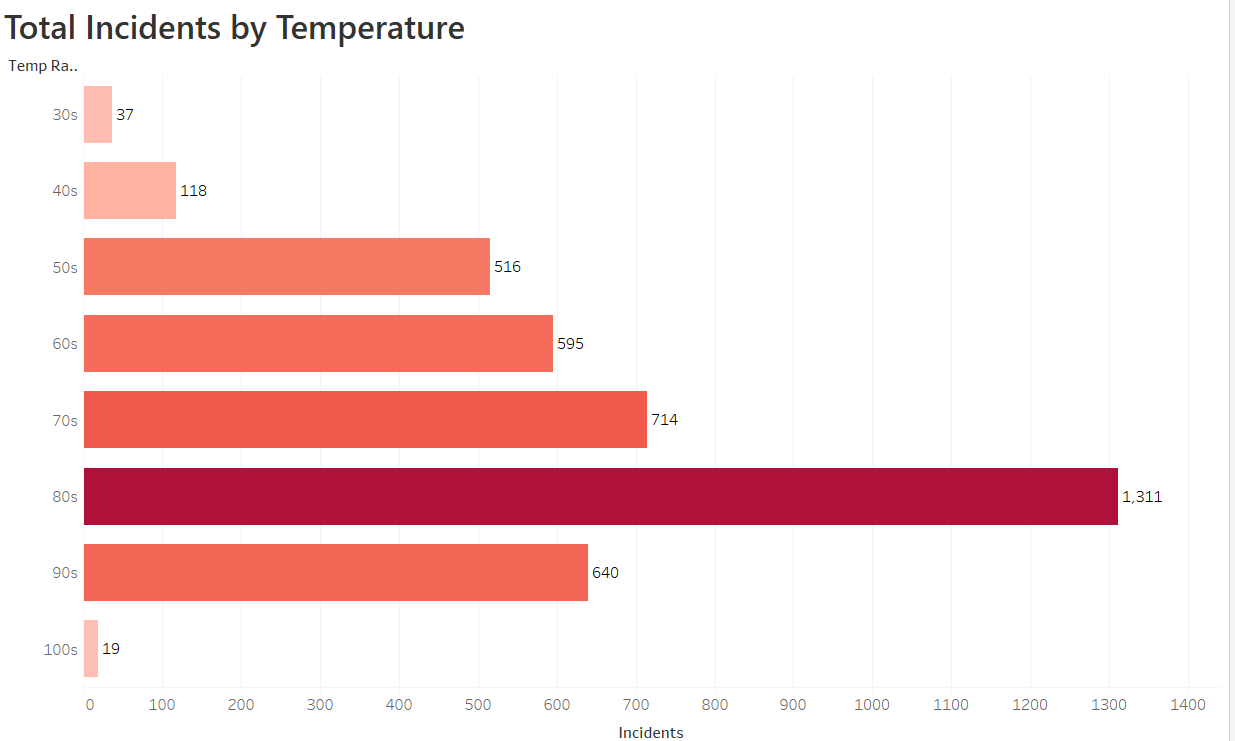 Total Incidents by Temperature
Temp Ra..
30s 37
40s 118
50s 516
60s 595
70s 714
80s 1,311
90s 640
100s 19
0 100 200 300 400 500 600 700 800 900 1000 1100 1200 1300 1400
Incidents